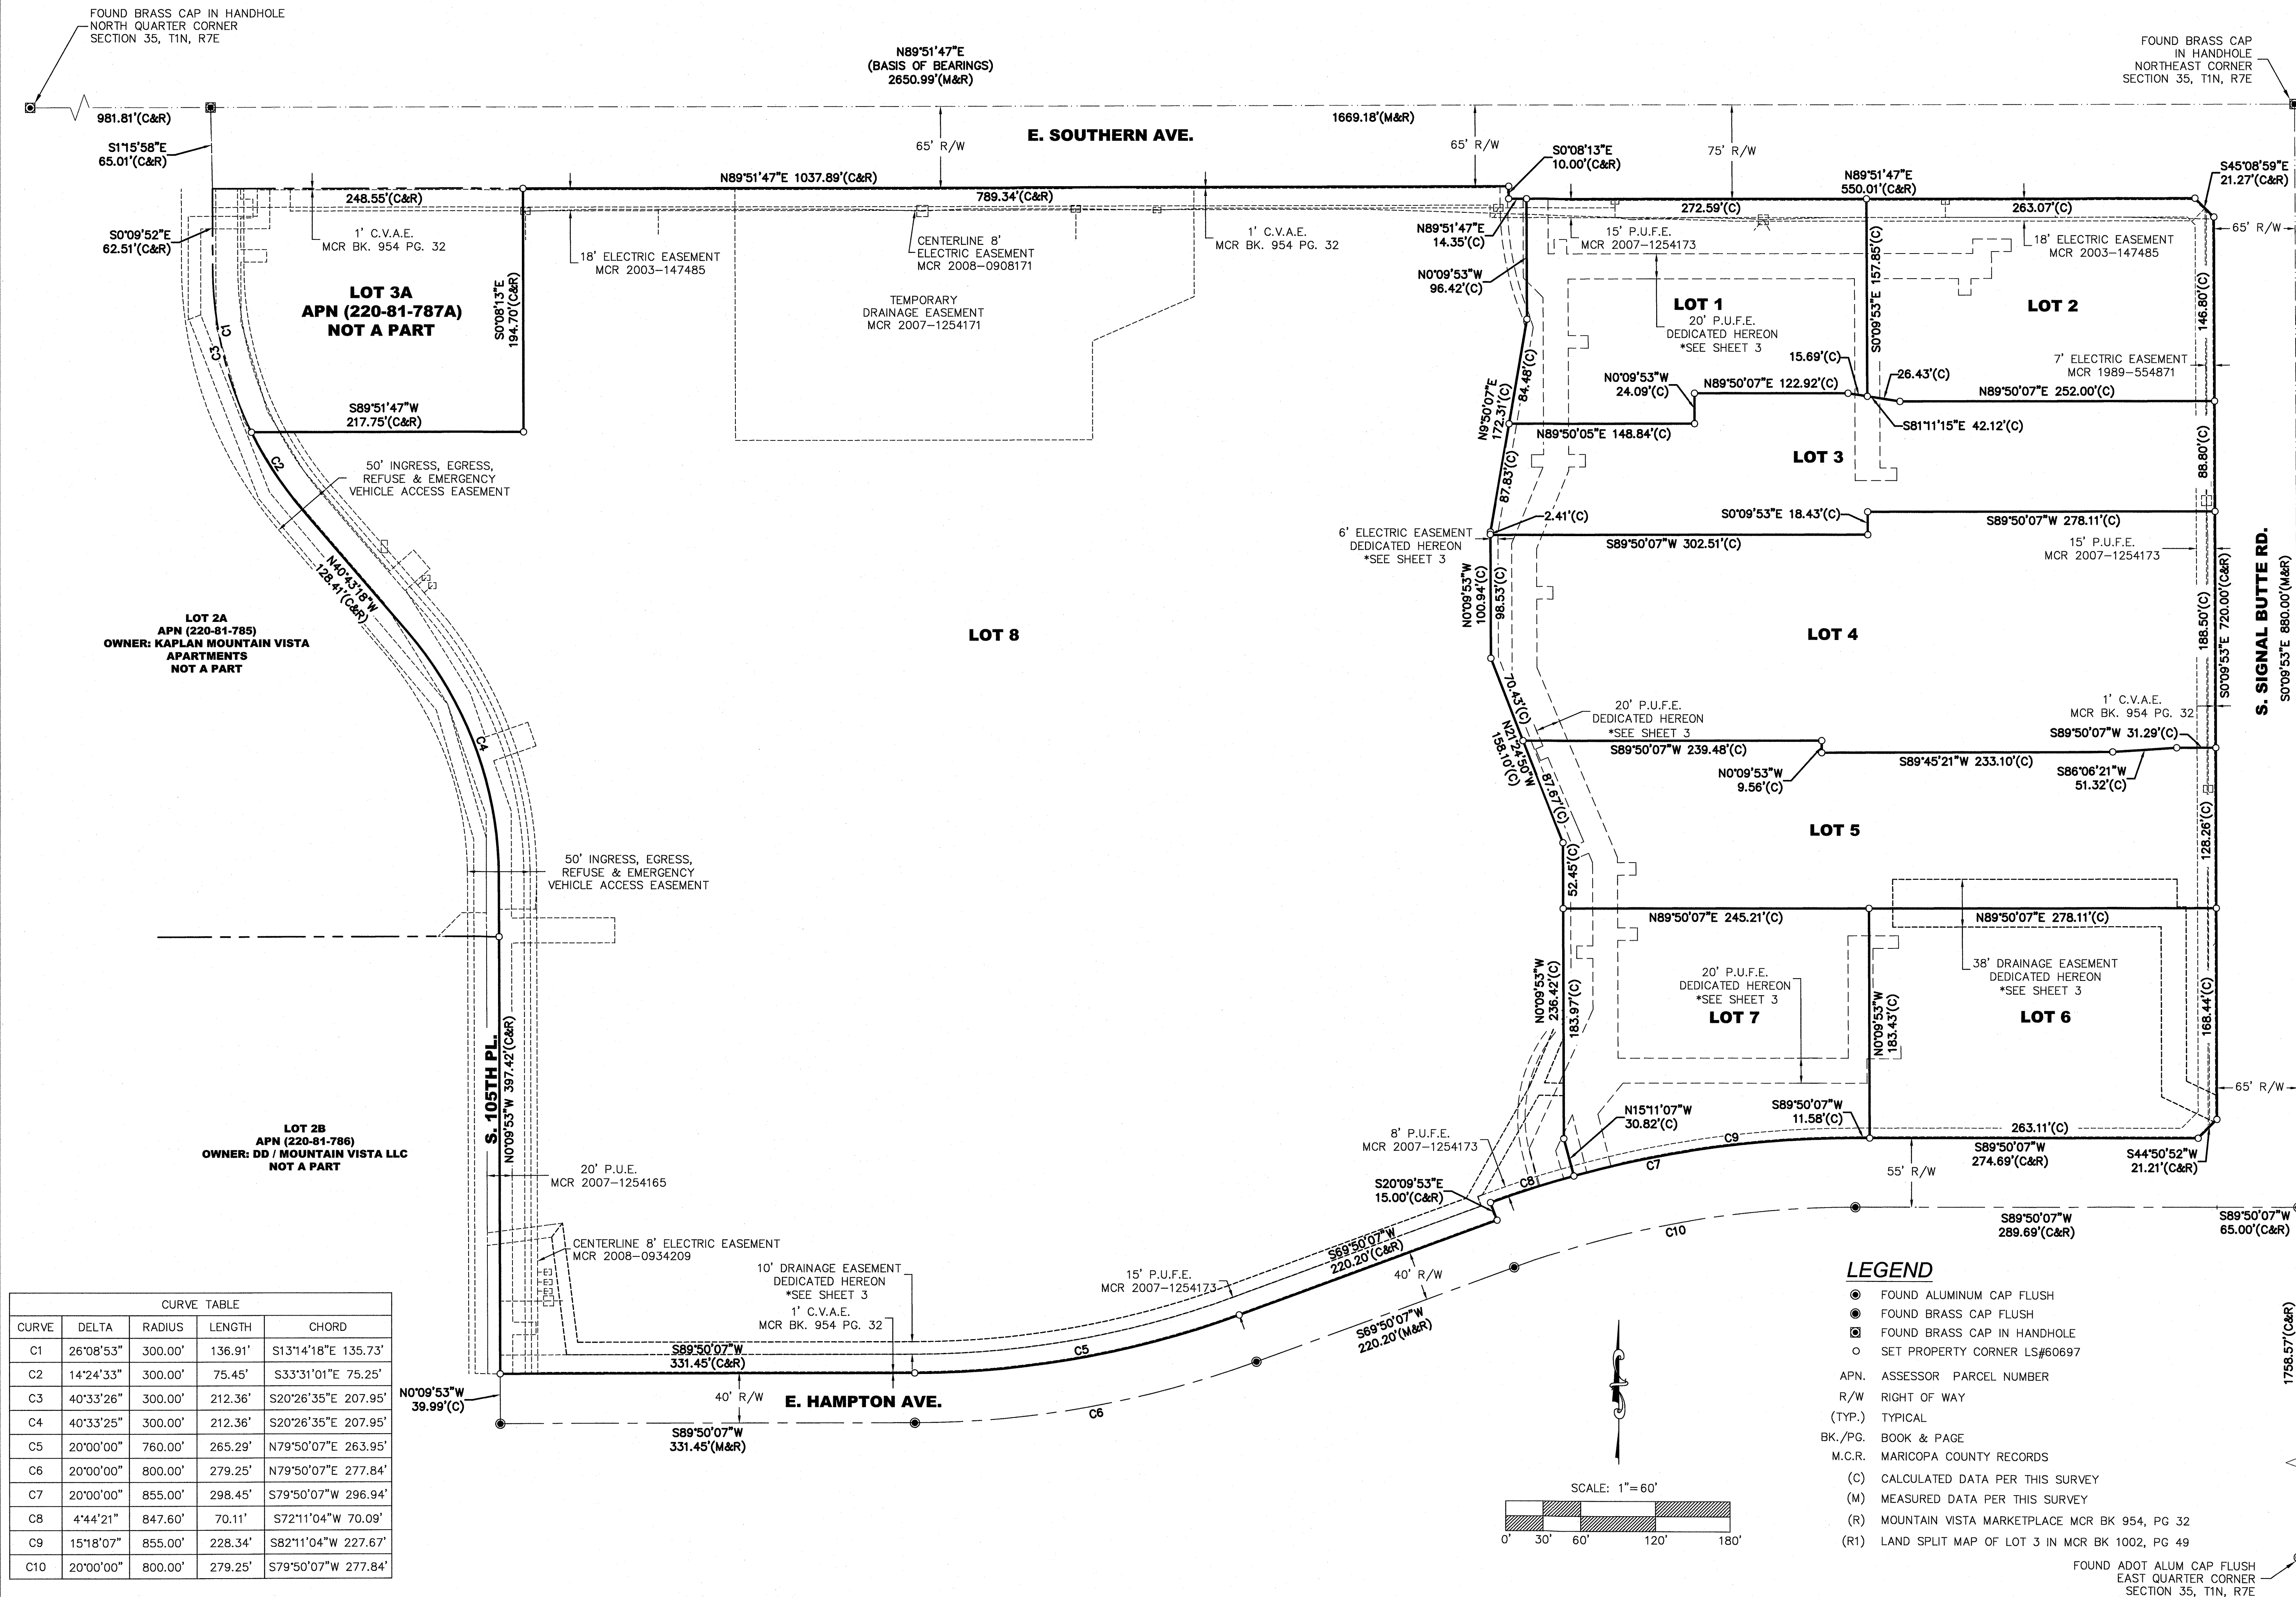 FOUND BRASS CAP IN HANDHOLE
NORTH QUARTER CORNER
SECTION 35, T1N, R7E
N89°51'47"E
(BASIS OF BEARINGS)
2650.99'(M&R)
FOUND BRASS CAP
IN HANDHOLE
NORTHEAST CORNER
SECTION 35, T1N, R7E
981.81'(C&R)
1669.18'(M&R)
E. SOUTHERN AVE.
S1°15'58"E
65.01'(C&R)
65' R/W
65' R/W
75' R/W
S0°08'13"E
10.00'(C&R)
S45°08'59"E
21.27'(C&R)
N89°51'47"E 1037.89'(C&R)
N89°51'47"E
550.01'(C&R)
248.55'(C&R)
789.34'(C&R)
272.59'(C)
263.07'(C)
S0°09'52"E
62.51'(C&R)
1' C.V.A.E.
MCR BK. 954 PG. 32
18' ELECTRIC EASEMENT
MCR 2003-147485
CENTERLINE 8'
ELECTRIC EASEMENT
MCR 2008-0908171
1' C.V.A.E.
MCR BK. 954 PG. 32
N89°51'47"E
14.35'(C)
15' P.U.F.E.
MCR 2007-1254173
18' ELECTRIC EASEMENT
MCR 2003-147485
65' R/W
LOT 3A
APN (220-81-787A)
NOT A PART
S0°08'13"E
194.70'(C&R)
TEMPORARY
DRAINAGE EASEMENT
MCR 2007-1254171
N0°09'53"W
96.42'(C)
LOT 1
20' P.U.F.E.
DEDICATED HEREON
*SEE SHEET 3
S0°09'53"E 157.85'(C)
LOT 2
146.80'(C)
7' ELECTRIC EASEMENT
MCR 1989-554871
C1
C3
S89°51'47"W
217.75'(C&R)
N9°50'07"E
172.31'(C)
84.48'(C)
N0°09'53"W
24.09'(C)
15.69'(C)
N89°50'07"E 122.92'(C)
26.43'(C)
N89°50'07"E 252.00'(C)
N89°50'05"E 148.84'(C)
S81°11'15"E 42.12'(C)
C2
50' INGRESS, EGRESS,
REFUSE & EMERGENCY
VEHICLE ACCESS EASEMENT
LOT 3
87.83'(C)
88.80'(C)
2.41'(C)
S0°09'53"E 18.43'(C)
S89°50'07"W 278.11'(C)
6' ELECTRIC EASEMENT
DEDICATED HEREON
*SEE SHEET 3
S89°50'07"W 302.51'(C)
15' P.U.F.E.
MCR 2007-1254173
N40°43'18"W
128.41'(C&R)
N0°09'53"W
100.94'(C)
98.53'(C)
LOT 2A
APN (220-81-785)
OWNER: KAPLAN MOUNTAIN VISTA
APARTMENTS
NOT A PART
LOT 8
LOT 4
188.50'(C)
S0°09'53"E 720.00'(C&R)
S. SIGNAL BUTTE RD.
S0°09'53"E 880.00'(M&R)
C4
70.43'(C)
N21°24'50"W
158.10'(C)
20' P.U.F.E.
DEDICATED HEREON
*SEE SHEET 3
1' C.V.A.E.
MCR BK. 954 PG. 32
S89°50'07"W 31.29'(C)
S89°50'07"W 239.48'(C)
N0°09'53"W
9.56'(C)
S89°45'21"W 233.10'(C)
S86°06'21"W
51.32'(C)
87.67'(C)
LOT 5
128.26'(C)
50' INGRESS, EGRESS,
REFUSE & EMERGENCY
VEHICLE ACCESS EASEMENT
52.45'(C)
N89°50'07"E 245.21'(C)
N89°50'07"E 278.11'(C)
N0°09'53"W
236.42'(C)
183.97'(C)
20' P.U.F.E.
DEDICATED HEREON
*SEE SHEET 3
LOT 7
N0°09'53"W
183.43'(C)
38' DRAINAGE EASEMENT
DEDICATED HEREON
*SEE SHEET 3
LOT 6
168.44'(C)
65' R/W
S. 105TH PL.
N0°09'53"W 397.42'(C&R)
LOT 2B
APN (220-81-786)
OWNER: DD / MOUNTAIN VISTA LLC
NOT A PART
20' P.U.E.
MCR 2007-1254165
8' P.U.F.E.
MCR 2007-1254173
N15°11'07"W
30.82'(C)
S89°50'07"W
11.58'(C)
C9
C7
263.11'(C)
S89°50'07"W
274.69'(C&R)
S44°50'52"W
21.21'(C&R)
55' R/W
S20°09'53"E
15.00'(C&R)
C8
C10
S89°50'07"W
289.69'(C&R)
S89°50'07"W
65.00'(C&R)
CENTERLINE 8' ELECTRIC EASEMENT
MCR 2008-0934209
10' DRAINAGE EASEMENT
DEDICATED HEREON
*SEE SHEET 3
1' C.V.A.E.
MCR BK. 954 PG. 32
15' P.U.F.E.
MCR 2007-1254173
S69°50'07"W
220.20'(C&R)
40' R/W
S69°50'07"W
220.20'(M&R)
S89°50'07"W
331.45'(C&R)
C5
N0°09'53"W
39.99'(C)
40' R/W
E. HAMPTON AVE.
C6
S89°50'07"W
331.45'(M&R)
CURVE TABLE
CURVE DELTA RADIUS LENGTH CHORD
C1 26°08'53" 300.00' 136.91' S13°14'18"E 135.73'
C2 14°24'33" 300.00' 75.45' S33°31'01"E 75.25'
C3 40°33'26" 300.00' 212.36' S20°26'35"E 207.95'
C4 40°33'25" 300.00' 212.36' S20°26'35"E 207.95'
C5 20°00'00" 760.00' 265.29' N79°50'07"E 263.95'
C6 20°00'00" 800.00' 279.25' N79°50'07"E 277.84'
C7 20°00'00" 855.00' 298.45' S79°50'07"W 296.94'
C8 4°44'21" 847.60' 70.11' S72°11'04"W 70.09'
C9 15°18'07" 855.00' 228.34' S82°11'04"W 227.67'
C10 20°00'00" 800.00' 279.25' S79°50'07"W 277.84'
SCALE: 1"=60'
0' 30' 60' 120' 180'
LEGEND
FOUND ALUMINUM CAP FLUSH
FOUND BRASS CAP FLUSH
FOUND BRASS CAP IN HANDHOLE
SET PROPERTY CORNER LS#60697
APN. ASSESSOR PARCEL NUMBER
R/W RIGHT OF WAY
(TYP.) TYPICAL
BK./PG. BOOK & PAGE
M.C.R. MARICOPA COUNTY RECORDS
(C) CALCULATED DATA PER THIS SURVEY
(M) MEASURED DATA PER THIS SURVEY
(R) MOUNTAIN VISTA MARKETPLACE MCR BK 954, PG 32
(R1) LAND SPLIT MAP OF LOT 3 IN MCR BK 1002, PG 49
1758.57'(C&R)
FOUND ADOT ALUM CAP FLUSH
EAST QUARTER CORNER
SECTION 35, T1N, R7E